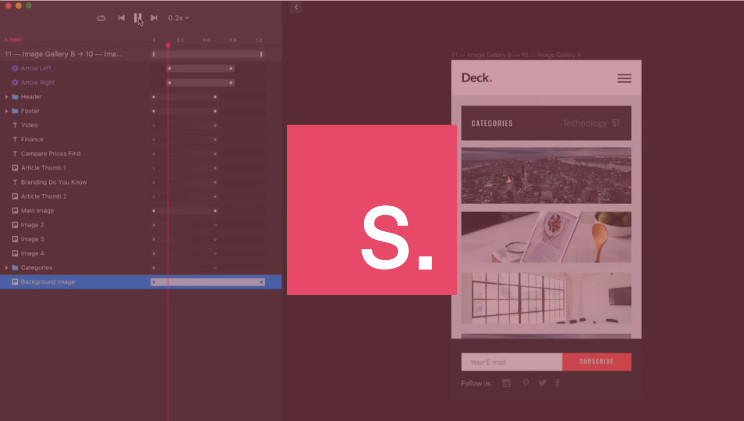 0.2x
11 — Image Gallery B → 10 — Ima...
Arrow Left
Arrow Right
Header
Footer
Video
Finance
Compare Prices Find
Article Thumb 1
Branding Do You Know
Article Thumb 2
Main Image
Image 2
Image 3
Image 4
Categories
Background Image
S.
11 — Image Gallery B → 10 — Image Gallery A
Deck.
CATEGORIES
Technology 57
Your E-mail
SUBSCRIBE
Follow us: